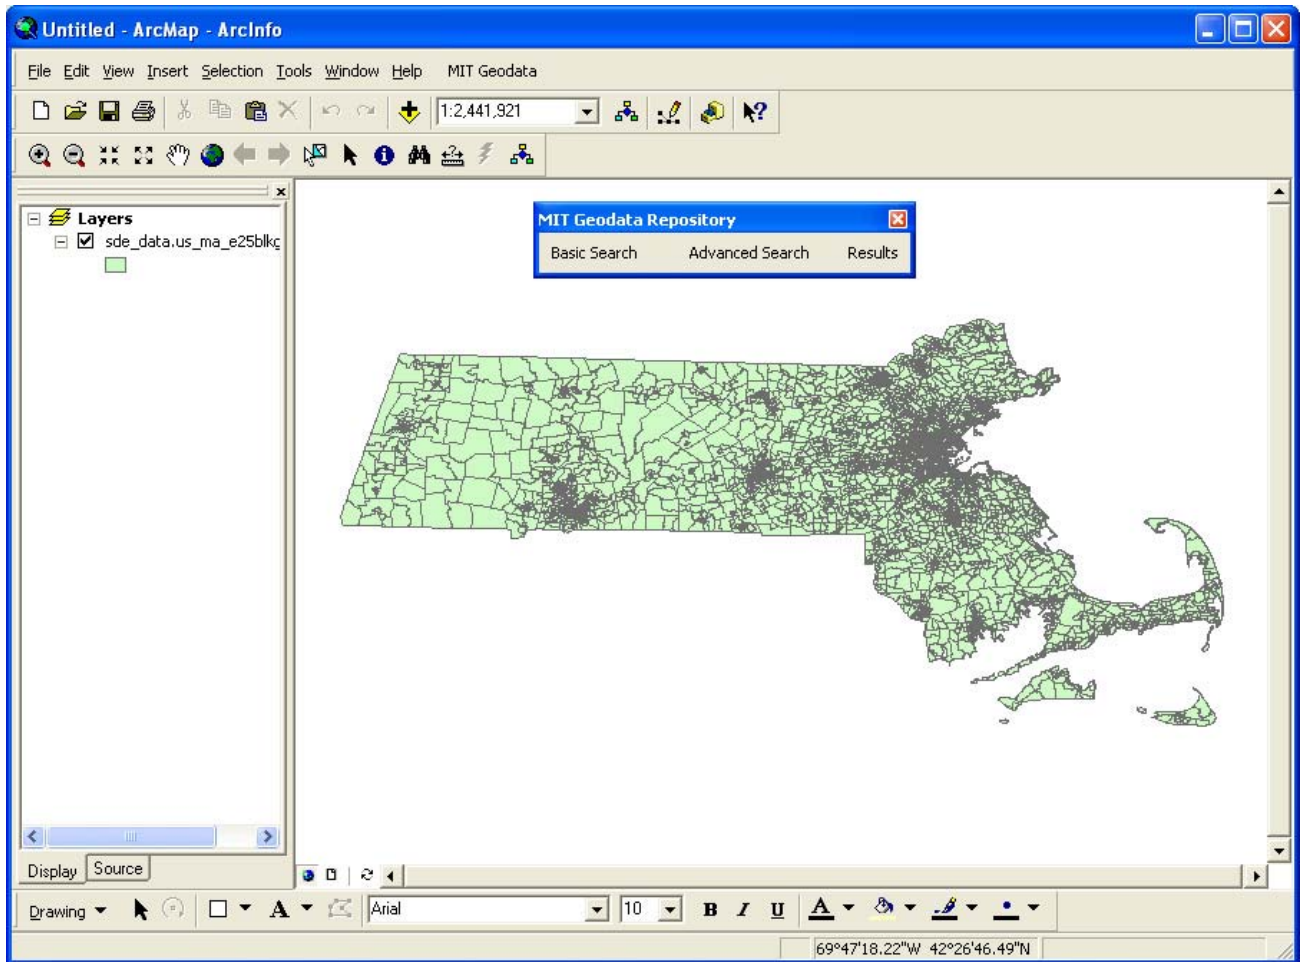 Untitled - ArcMap - ArcInfo
File Edit View Insert Selection Tools Window Help MIT Geodata
1:2,441,921
Layers
sde_data.us_ma_e25blkg
MIT Geodata Repository
Basic Search Advanced Search Results
Display Source
Drawing A Arial 10 B I U A
69°47'18.22"W 42°26'46.49"N